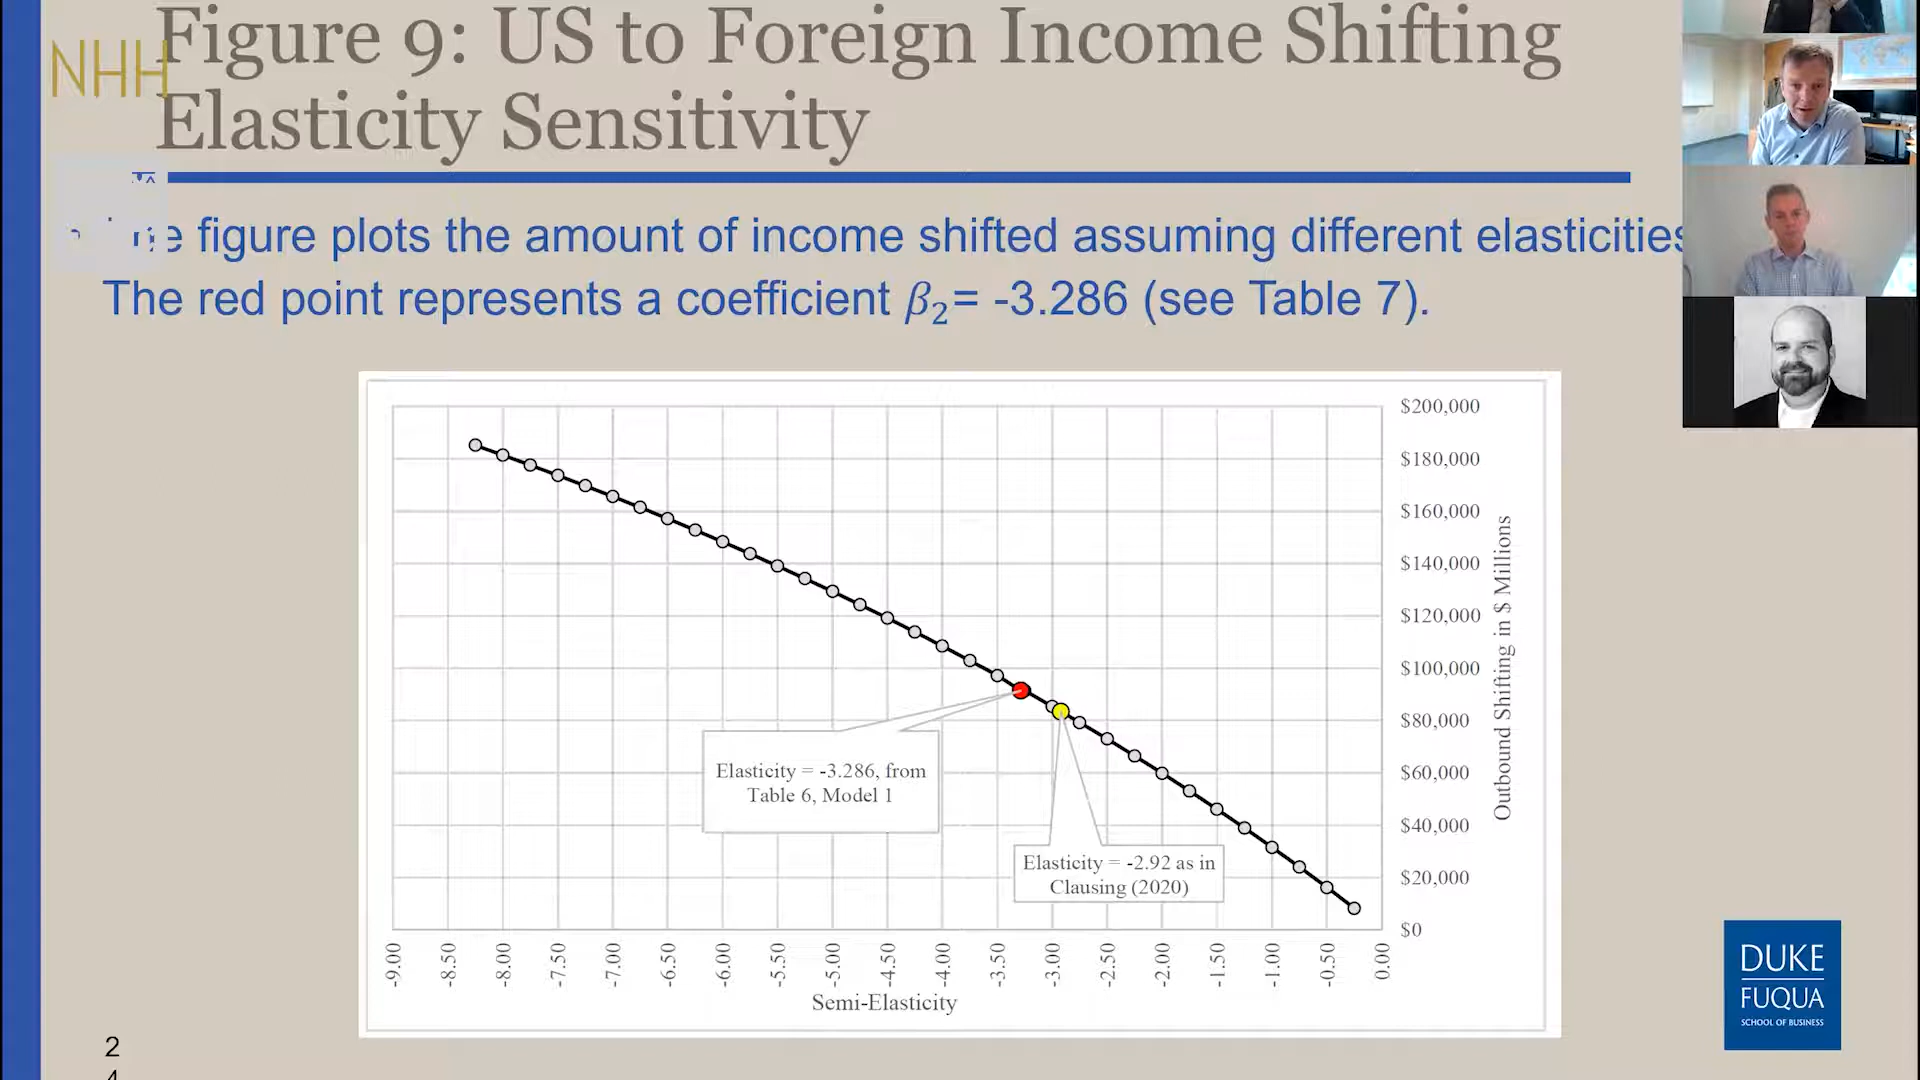 NHH
Figure 9: US to Foreign Income Shifting
Elasticity Sensitivity
figure plots the amount of income shifted assuming different elasticities
The red point represents a coefficient β₂= -3.286 (see Table 7).
$200,000
$180,000
$160,000
$140,000
$120,000
$100,000
$80,000
$60,000
$40,000
$20,000
$0
Outbound Shifting in $ Millions
Elasticity = -3.286, from
Table 6, Model 1
Elasticity = -2.92 as in
Clausing (2020)
-9.00
-8.50
-8.00
-7.50
-7.00
-6.50
-6.00
-5.50
-5.00
-4.50
-4.00
-3.50
-3.00
-2.50
-2.00
-1.50
-1.00
-0.50
0.00
Semi-Elasticity
DUKE
FUQUA
SCHOOL OF BUSINESS
2
4